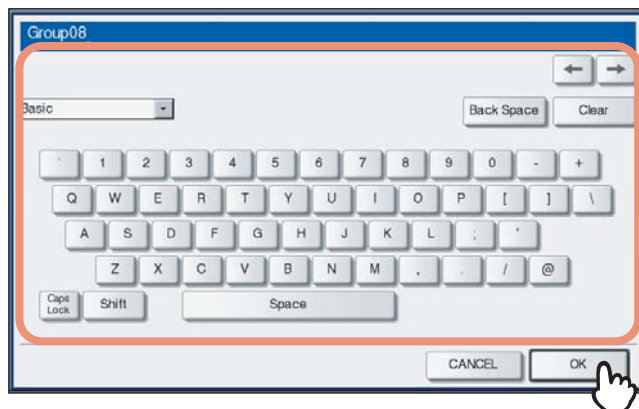 Group08
← →
Basic Back Space Clear
' 1 2 3 4 5 6 7 8 9 0 - +
Q W E R T Y U I O P [ ] \
A S D F G H J K L ; '
Z X C V B N M , . / @
Caps Lock Shift Space
CANCEL OK